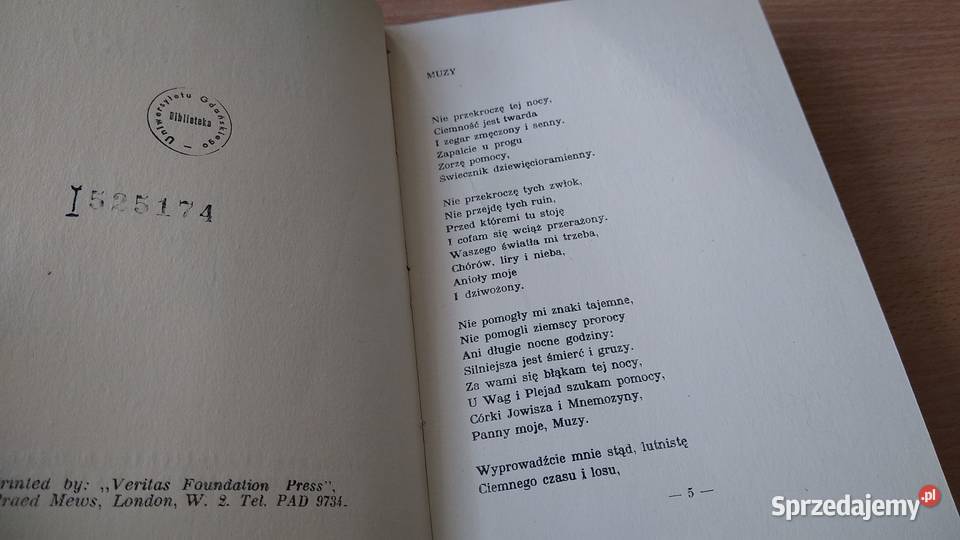 Uniwersytetu Gdańskiego —
Biblioteka
I 525174
rinted by: „Veritas Foundation Press",
raed Mews, London, W. 2. Tel. PAD 9734.
MUZY
Nie przekroczę tej nocy,
Ciemność jest twarda
I zegar zmęczony i senny.
Zapalcie u progu
Zorzę pomocy,
Świecznik dziewięcioramienny.
Nie przekroczę tych zwłok,
Nie przejdę tych ruin,
Przed któremi tu stoję
I cofam się wciąż przerażony.
Waszego światła mi trzeba,
Chórów, liry i nieba,
Anioły moje
I dziwożony.
Nie pomogły mi znaki tajemne,
Nie pomogli ziemscy prorocy
Ani długie nocne godziny:
Silniejsza jest śmierć i gruzy.
Za wami się błąkam tej nocy,
U Wag i Plejad szukam pomocy,
Córki Jowisza i Mnemozyny,
Panny moje, Muzy.
Wyprowadźcie mnie stąd, lutnistę
Ciemnego czasu i losu,
— 5 —
Sprzedajemy.pl